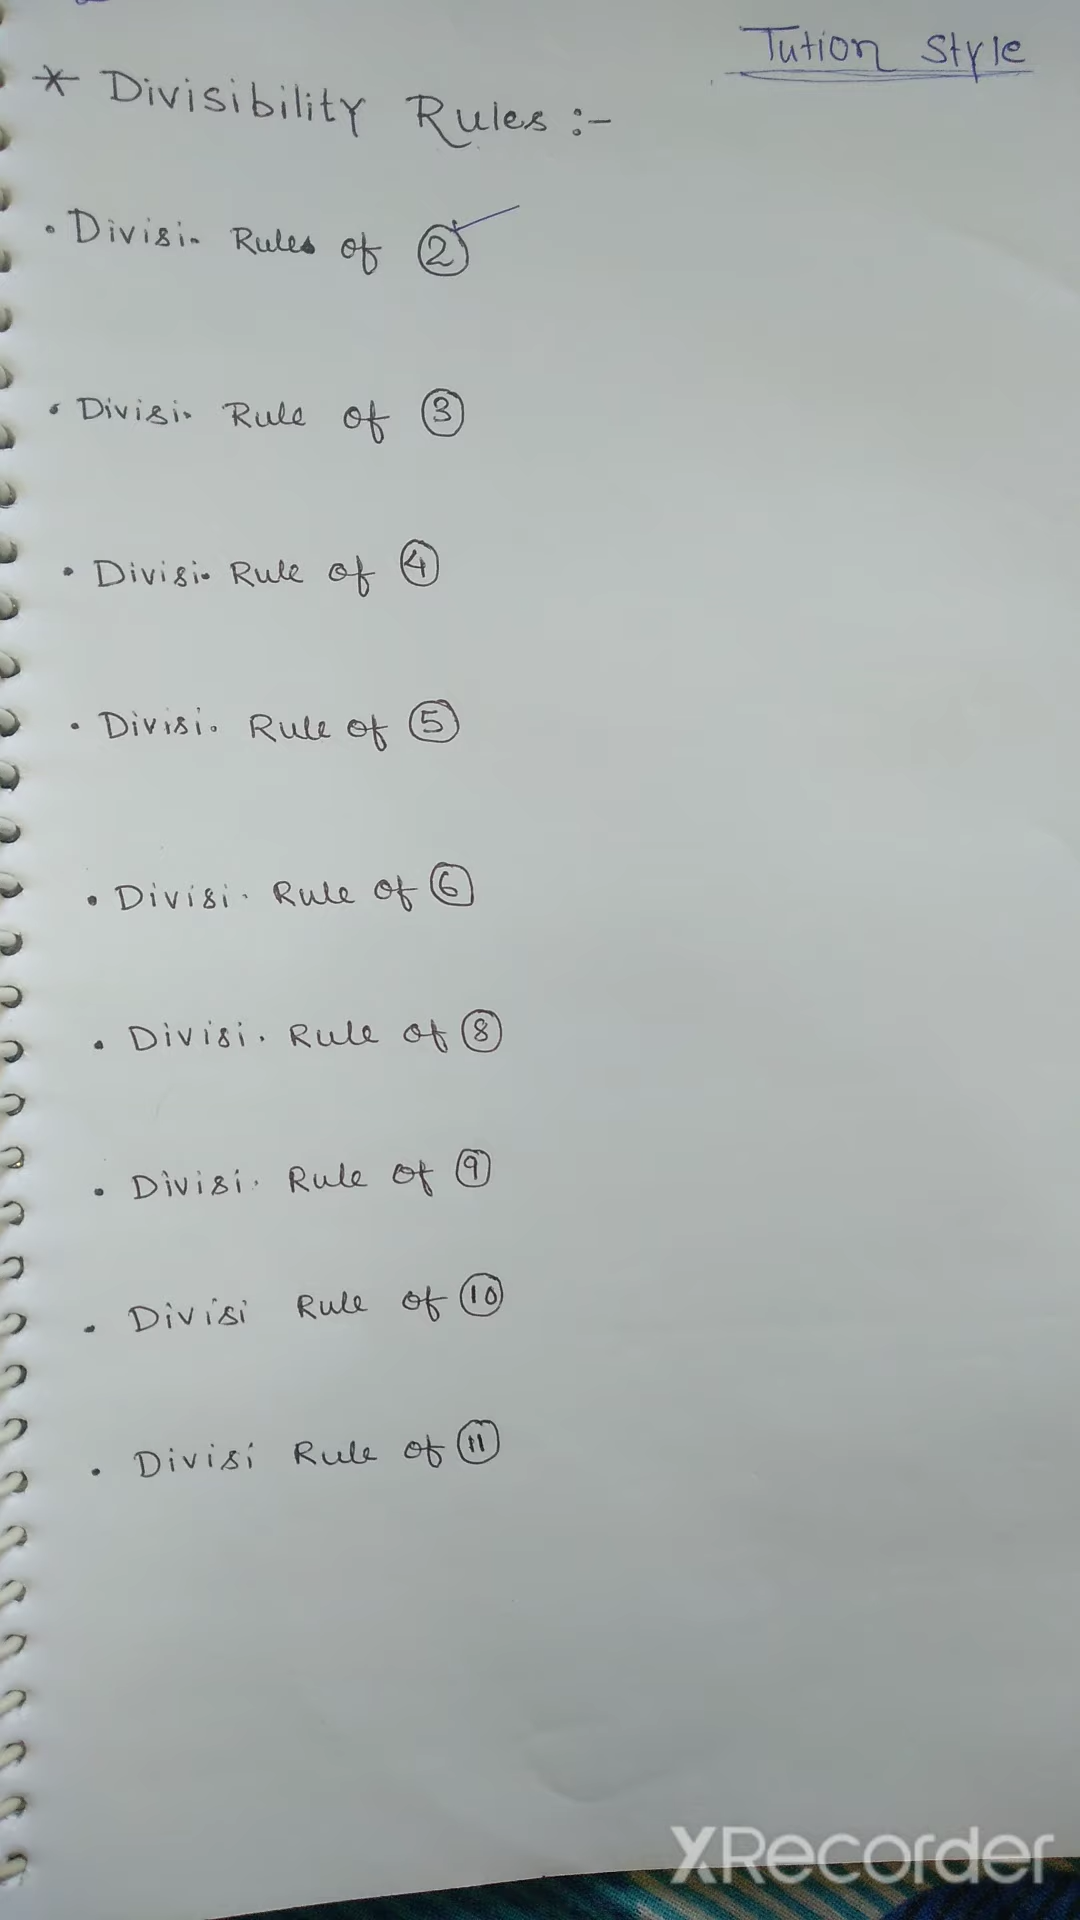 Tution Style
* Divisibility Rules :-
• Divisi. Rules of 2
• Divisi. Rule of 3
• Divisi. Rule of 4
• Divisi. Rule of 5
• Divisi. Rule of 6
• Divisi. Rule of 8
• Divisi. Rule of 9
• Divisi Rule of 10
• Divisi Rule of 11
XRecorder